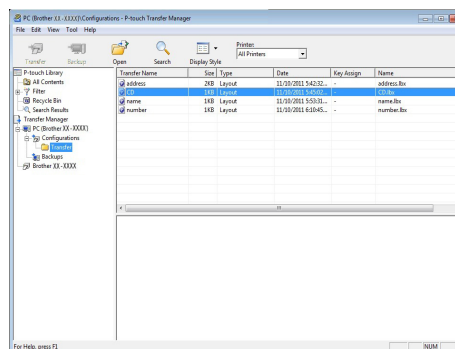 PC (Brother XX-XXXX)\Configurations - P-touch Transfer Manager
File Edit View Tool Help
Transfer Backup Open Search Display Style
Printer:
All Printers
P-touch Library
All Contents
Filter
Recycle Bin
Search Results
Transfer Manager
PC (Brother XX-XXXX)
Configurations
Transfer
Backups
Brother XX-XXXX
Transfer Name Size Type Date Key Assign Name
address 2KB Layout 11/10/2011 5:42:32... - address.lbx
CD 1KB Layout 11/10/2011 5:45:02... - CD.lbx
name 1KB Layout 11/10/2011 5:53:31... - name.lbx
number 1KB Layout 11/10/2011 6:10:45... - number.lbx
For Help, press F1
NUM